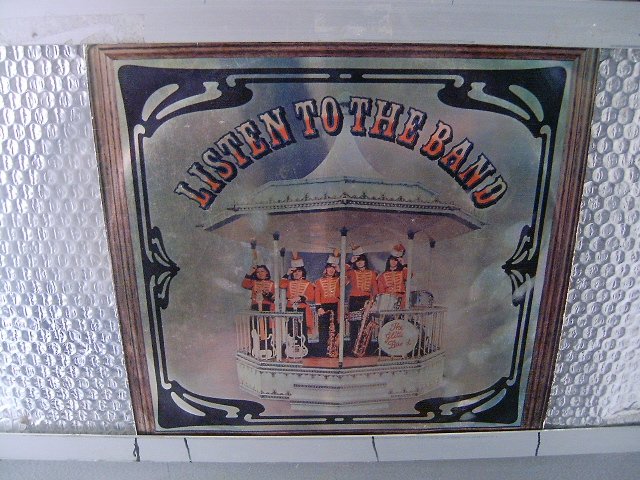 LISTEN TO THE BAND